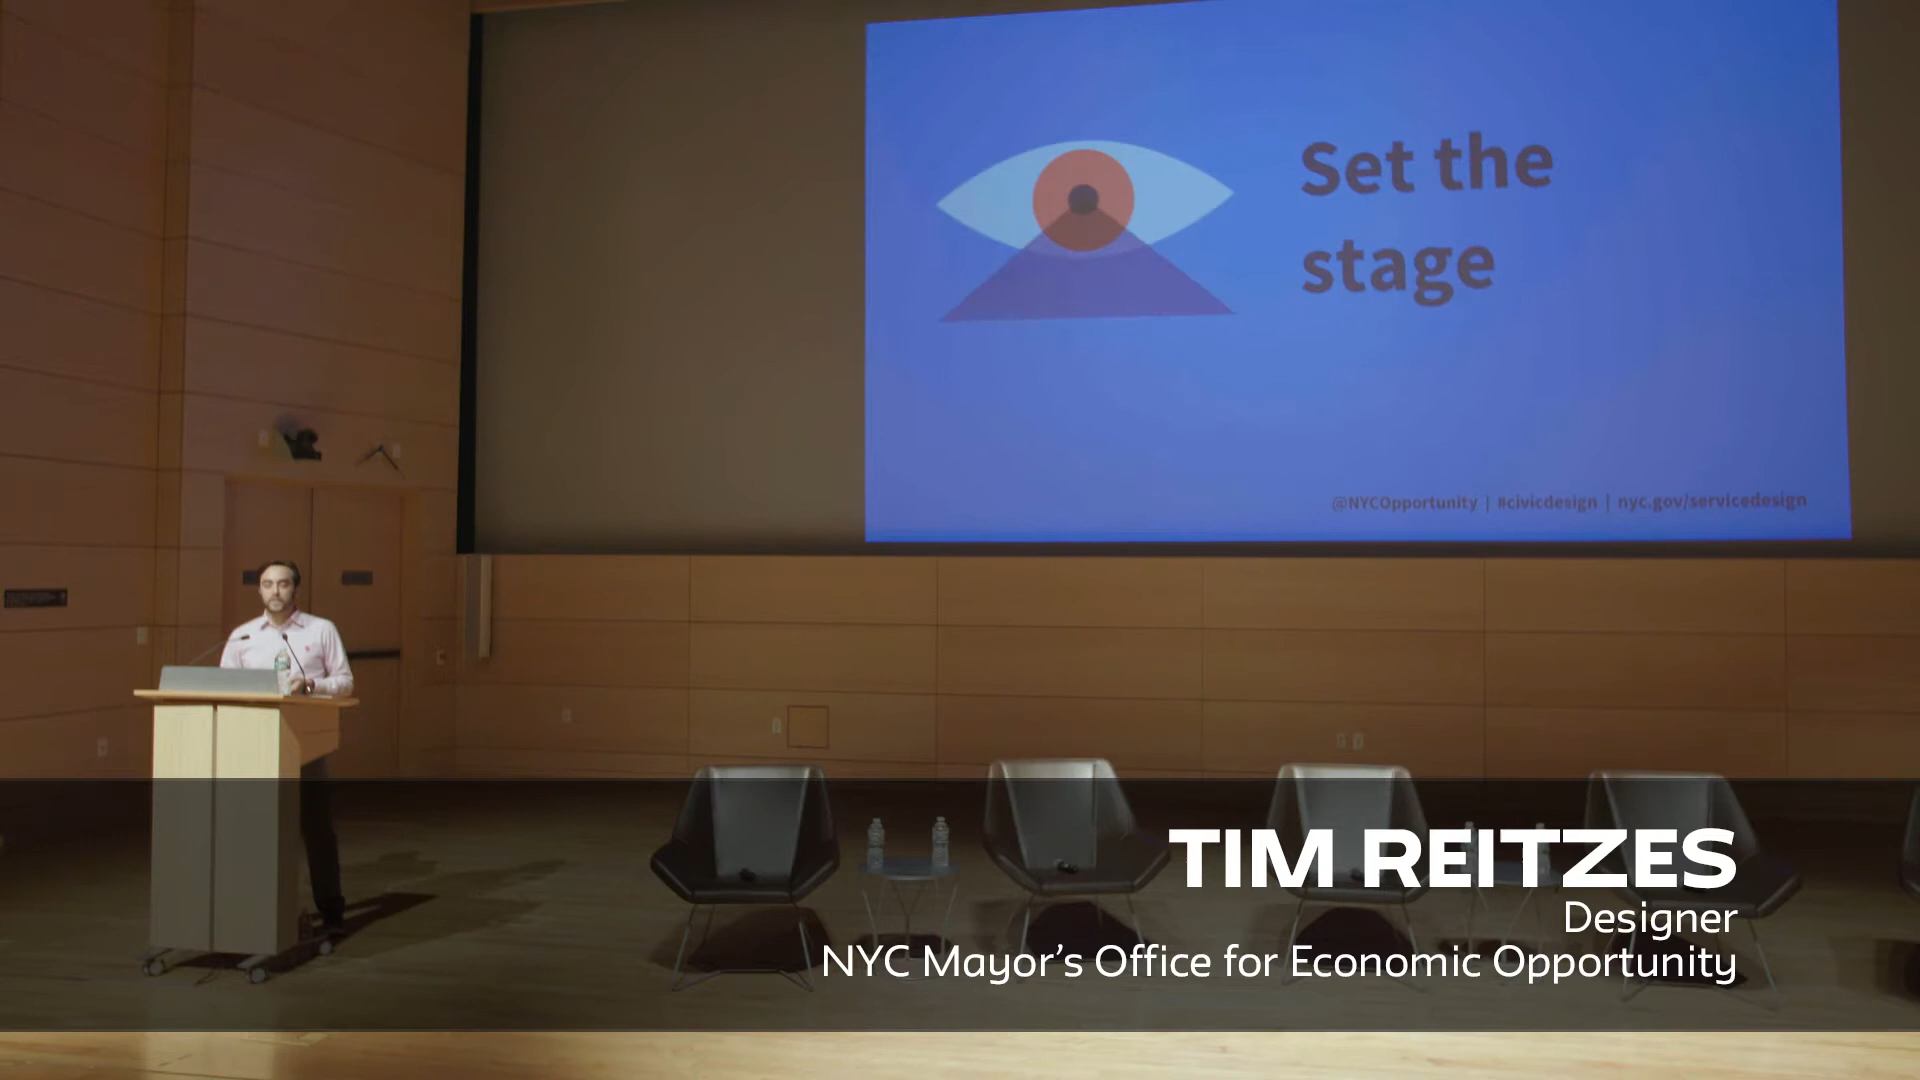 Set the
stage
@NYCOpportunity | #civicdesign | nyc.gov/servicedesign
TIM REITZES
Designer
NYC Mayor’s Office for Economic Opportunity